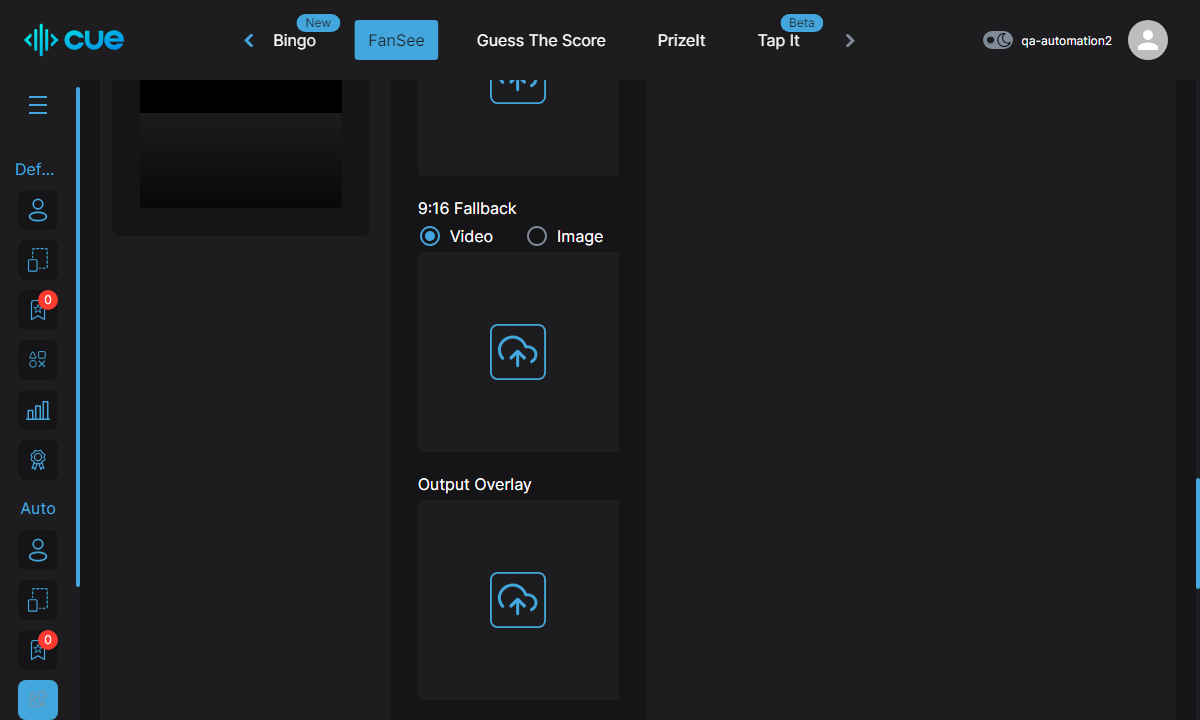 cue
Bingo
New
FanSee
Guess The Score
PrizeIt
Tap It
Beta
qa-automation2
Def...
0
Auto
0
9:16 Fallback
Video
Image
Output Overlay